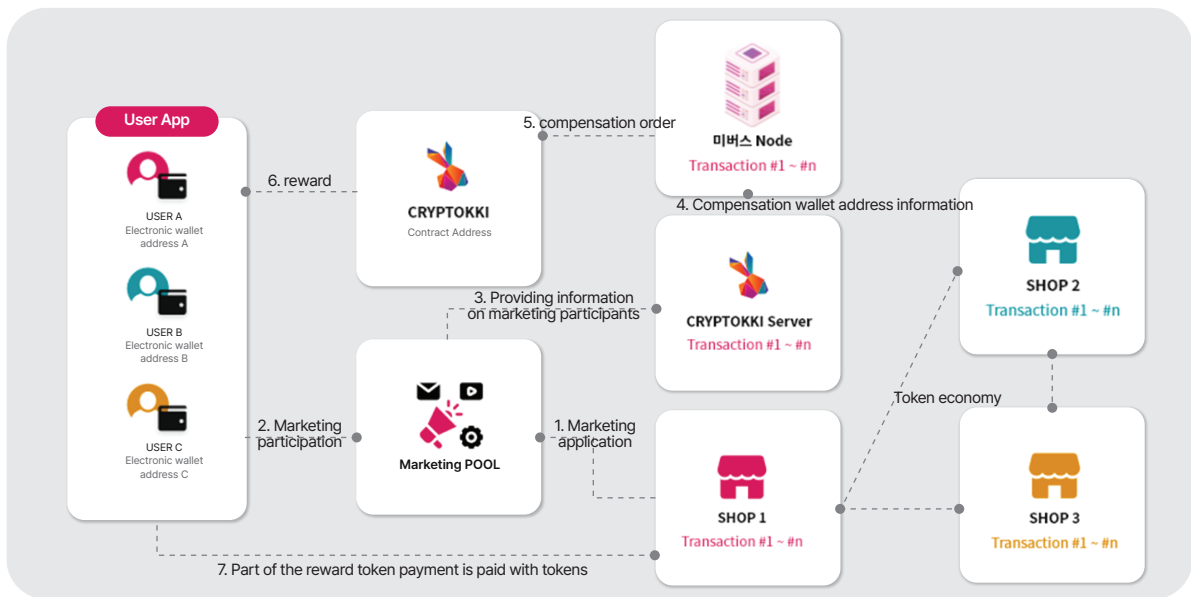 User App
USER A
Electronic wallet
address A
USER B
Electronic wallet
address B
USER C
Electronic wallet
address C
6. reward
CRYPTOKKI
Contract Address
5. compensation order
미버스 Node
Transaction #1 ~ #n
4. Compensation wallet address information
3. Providing information
on marketing participants
CRYPTOKKI Server
Transaction #1 ~ #n
2. Marketing
participation
Marketing POOL
1. Marketing
application
SHOP 1
Transaction #1 ~ #n
SHOP 2
Transaction #1 ~ #n
Token economy
SHOP 3
Transaction #1 ~ #n
7. Part of the reward token payment is paid with tokens